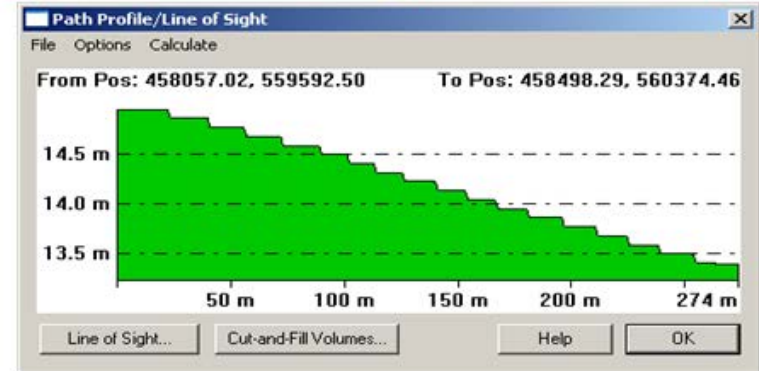 Path Profile/Line of Sight
File Options Calculate
From Pos: 458057.02, 559592.50 To Pos: 458498.29, 560374.46
14.5 m
14.0 m
13.5 m
50 m 100 m 150 m 200 m 274 m
Line of Sight... Cut-and-Fill Volumes... Help OK